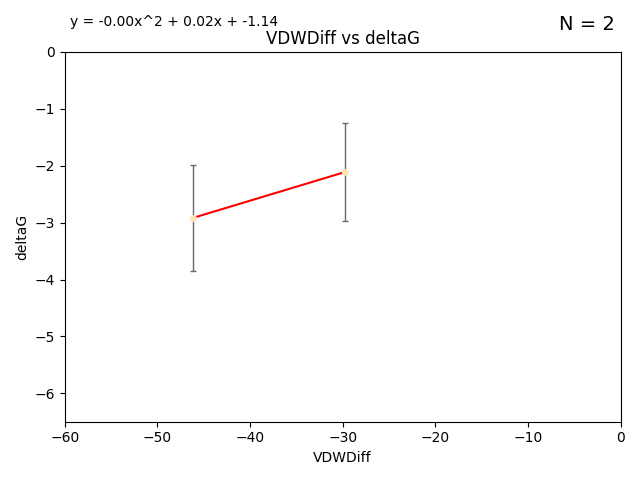 y = -0.00x^2 + 0.02x + -1.14
N = 2
VDWDiff vs deltaG
0
−1
−2
−3
−4
−5
−6
deltaG
−60 −50 −40 −30 −20 −10 0
VDWDiff